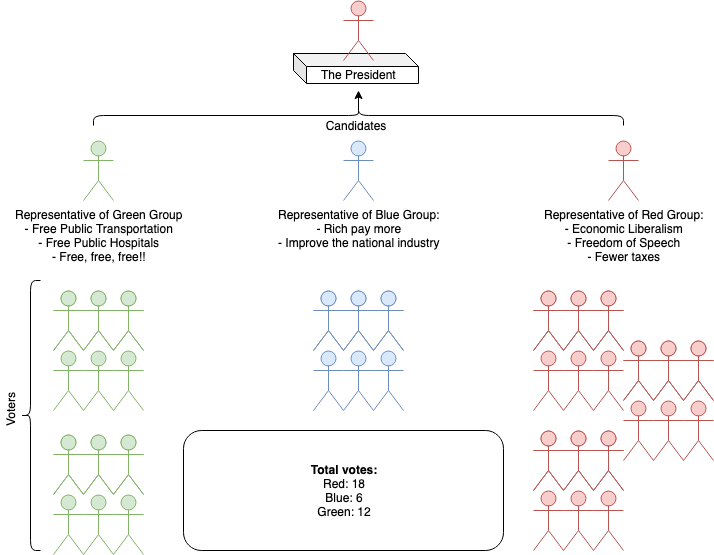 The President
Candidates
Representative of Green Group
- Free Public Transportation
- Free Public Hospitals
- Free, free, free!!
Representative of Blue Group:
- Rich pay more
- Improve the national industry
Representative of Red Group:
- Economic Liberalism
- Freedom of Speech
- Fewer taxes
Voters
Total votes:
Red: 18
Blue: 6
Green: 12